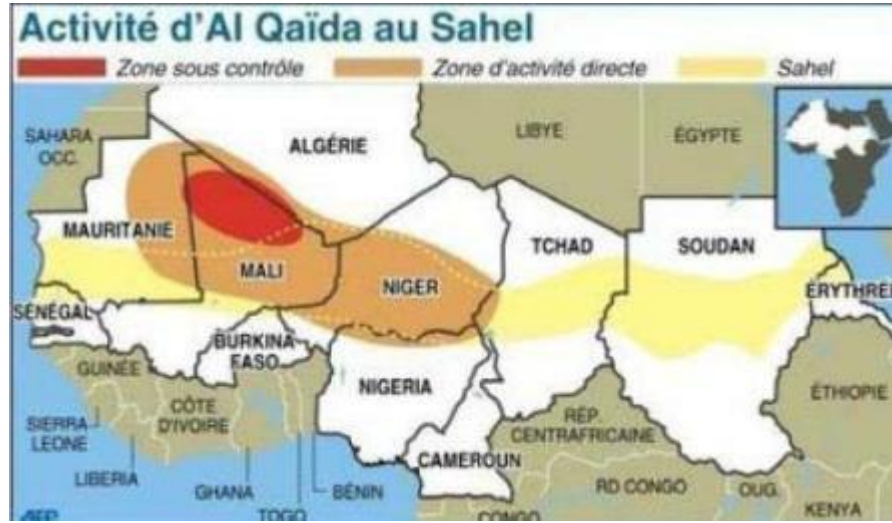 Activité d'Al Qaïda au Sahel
Zone sous contrôle
Zone d'activité directe
Sahel
SAHARA
OCC.
ALGÉRIE
LIBYE
ÉGYPTE
MAURITANIE
MALI
NIGER
TCHAD
SOUDAN
SÉNÉGAL
ÉRYTHRÉE
BURKINA
FASO
GUINÉE
NIGERIA
ÉTHIOPIE
CÔTE
D'IVOIRE
SIERRA
LEONE
RÉP.
CENTRAFRICAINE
CAMEROUN
LIBERIA
GHANA
BÉNIN
RD CONGO
OUG.
TOGO
CONGO
KENYA
AFP